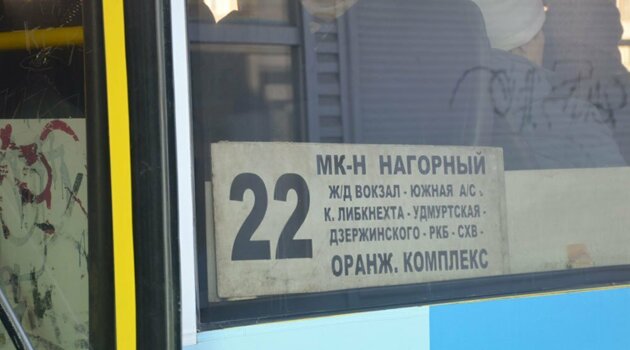 22
МК-Н НАГОРНЫЙ
Ж/Д ВОКЗАЛ - ЮЖНАЯ А/С -
К. ЛИБКНЕХТА - УДМУРТСКАЯ -
ДЗЕРЖИНСКОГО - РКБ - СХВ -
ОРАНЖ. КОМПЛЕКС